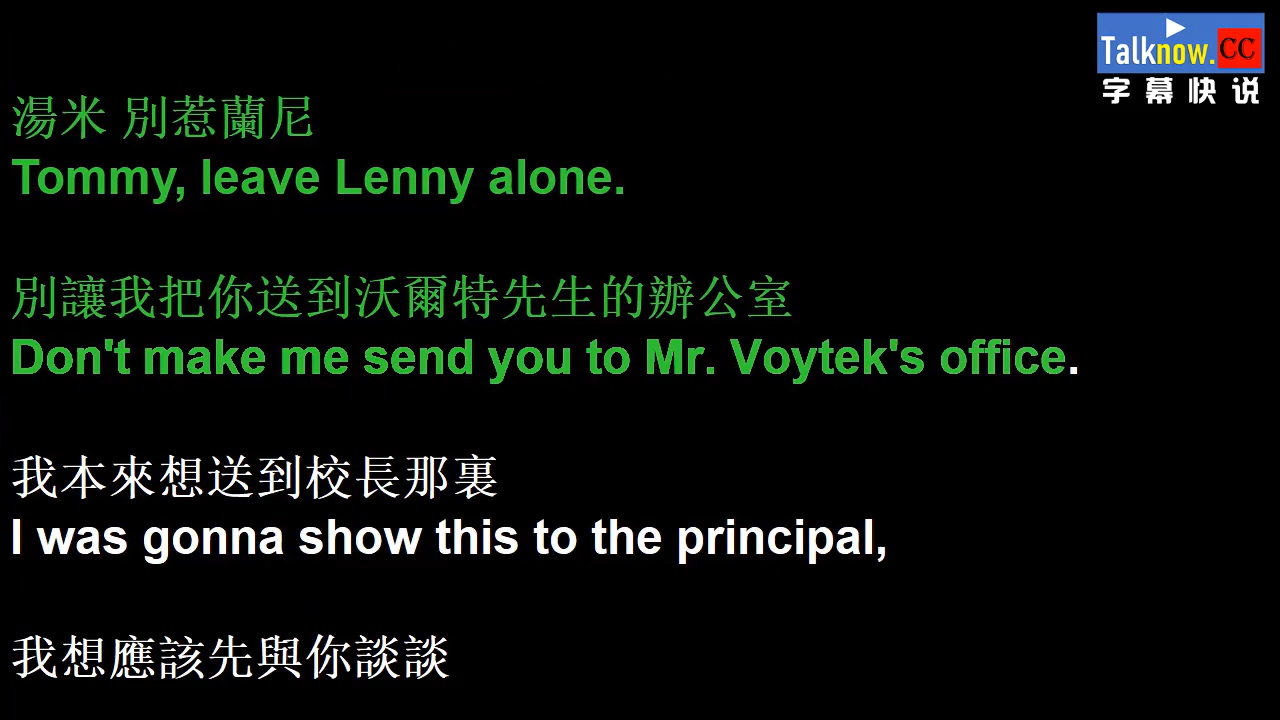 Talknow.CC
字幕快说
湯米 別惹蘭尼
Tommy, leave Lenny alone.
別讓我把你送到沃爾特先生的辦公室
Don't make me send you to Mr. Voytek's office.
我本來想送到校長那裏
I was gonna show this to the principal,
我想應該先與你談談